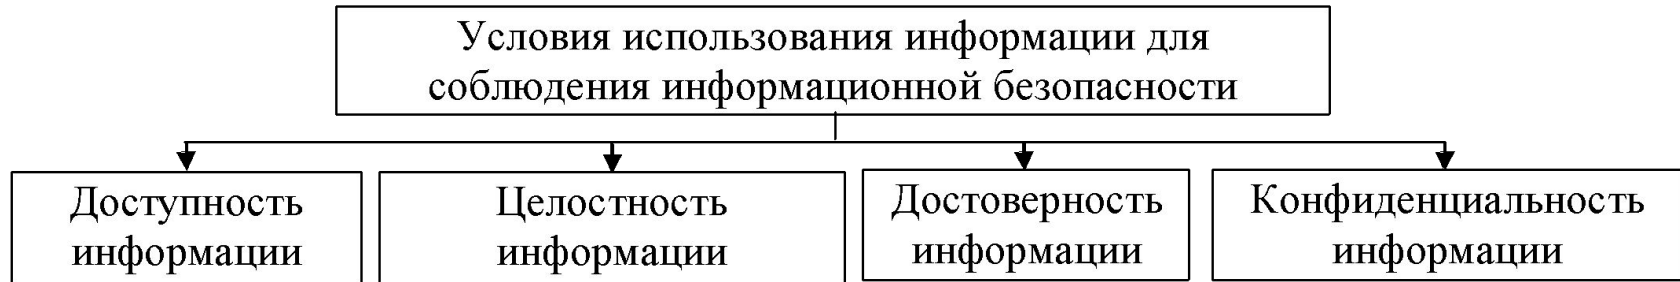 Условия использования информации для
соблюдения информационной безопасности
Доступность
информации
Целостность
информации
Достоверность
информации
Конфиденциальность
информации